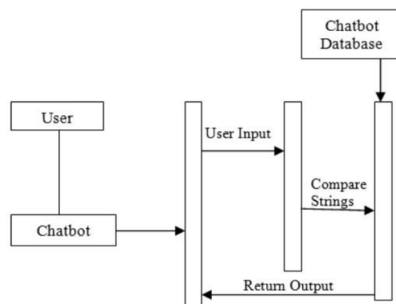 Chatbot
Database
User
User Input
Compare
Strings
Chatbot
Return Output